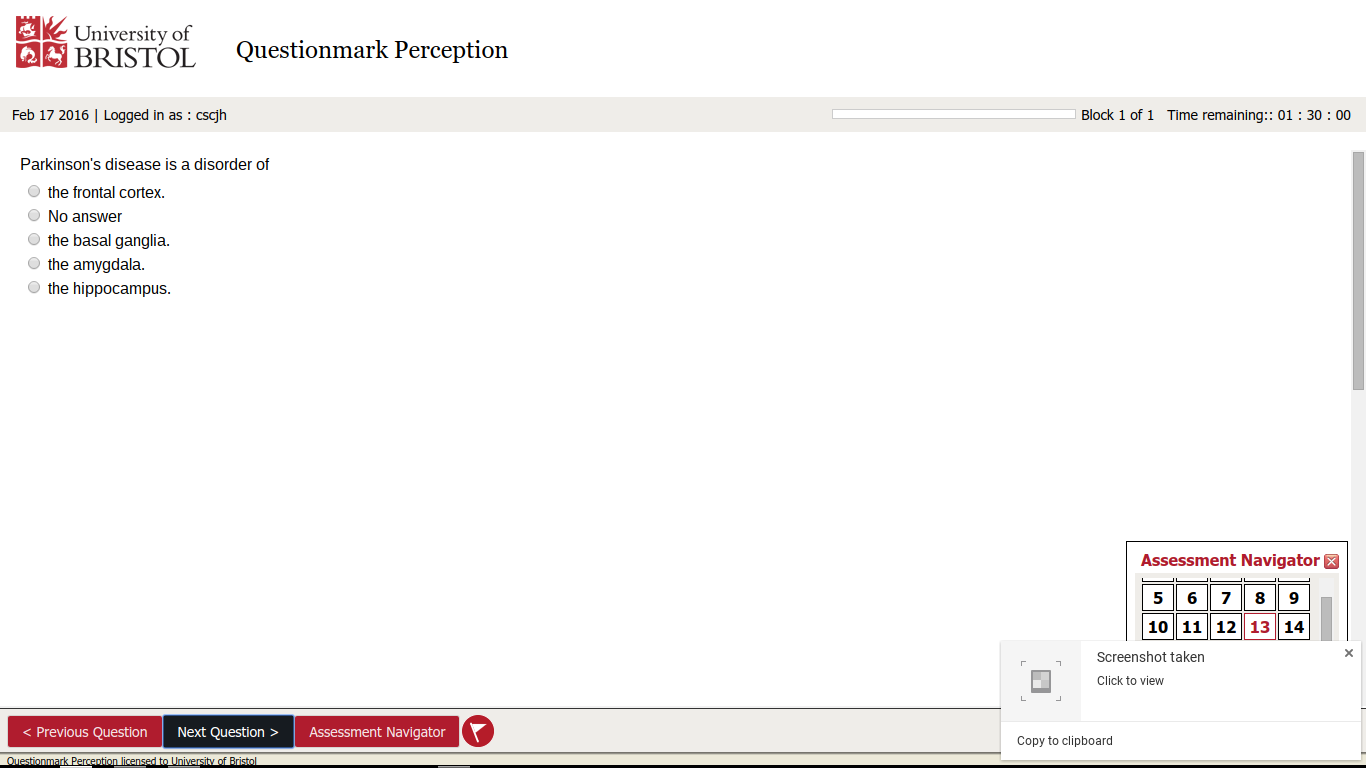 University of
BRISTOL
Questionmark Perception
Feb 17 2016 | Logged in as : cscjh
Block 1 of 1 Time remaining:: 01 : 30 : 00
Parkinson's disease is a disorder of
the frontal cortex.
No answer
the basal ganglia.
the amygdala.
the hippocampus.
Assessment Navigator
5 6 7 8 9
10 11 12 13 14
Screenshot taken
Click to view
Copy to clipboard
< Previous Question Next Question > Assessment Navigator
Questionmark Perception licensed to University of Bristol